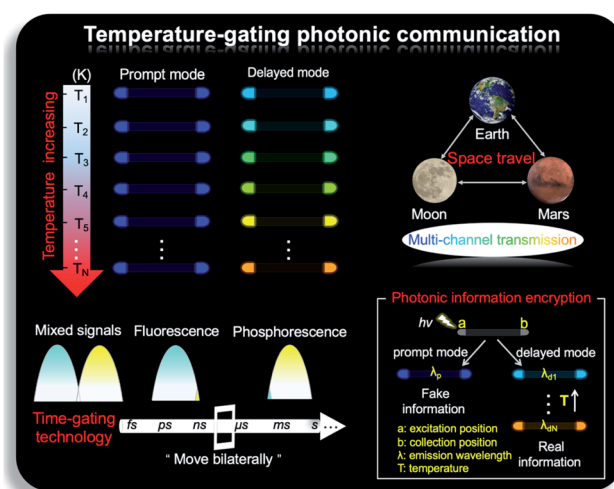 Temperature-gating photonic communication
(K)
Prompt mode
Delayed mode
Temperature increasing
T1
T2
T3
T4
T5
TN
Earth
Space travel
Moon
Mars
Multi-channel transmission
Mixed signals
Fluorescence
Phosphorescence
Time-gating
technology
fs ps ns μs ms s ...
“ Move bilaterally ”
Photonic information encryption
hv
a
b
prompt mode
delayed mode
λp
λd1
Fake
information
T
λdN
Real
information
a: excitation position
b: collection position
λ: emission wavelength
T: temperature